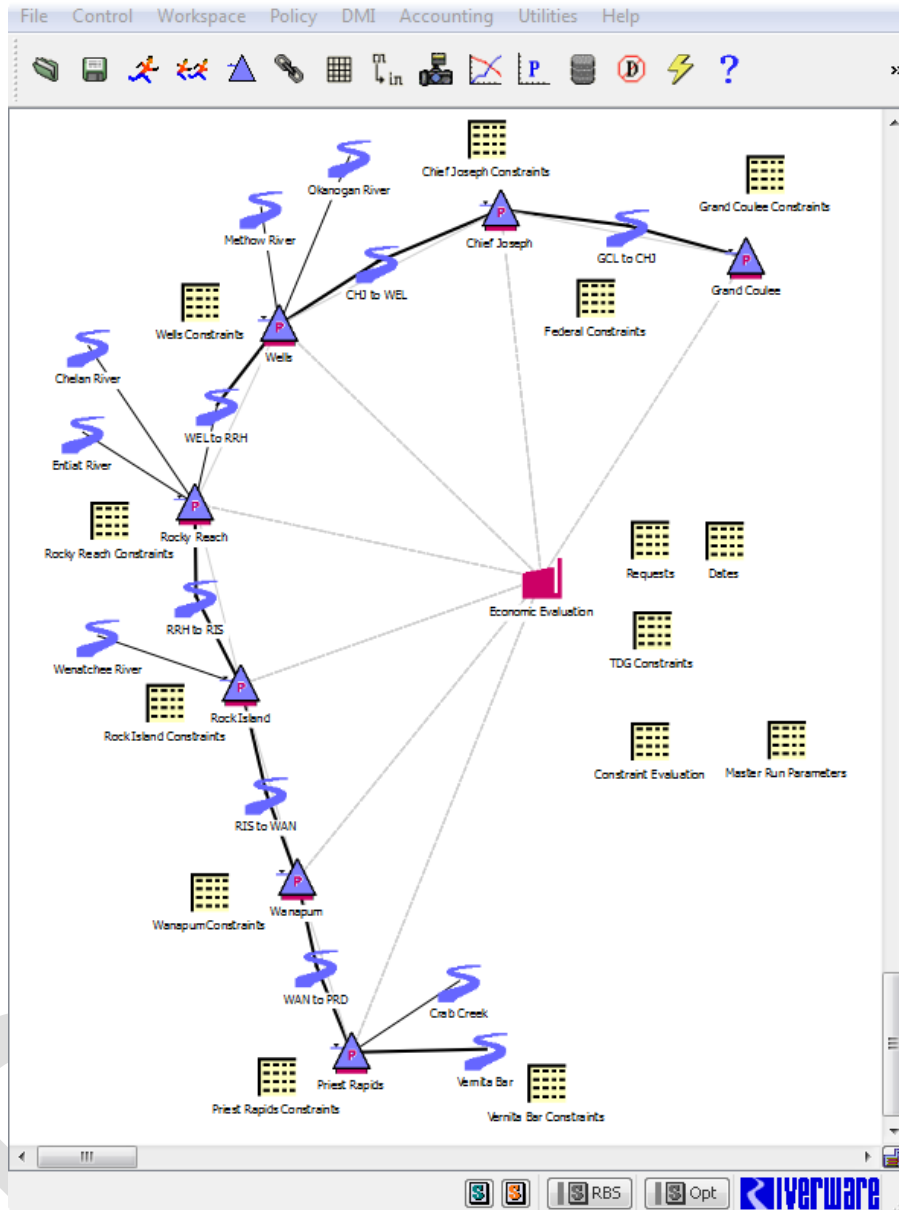 File Control Workspace Policy DMI Accounting Utilities Help
m
in
P
D
?
»
Okanogan River
Chief Joseph Constraints
Grand Coulee Constraints
Methow River
P
Chief Joseph
GCL to CHJ
P
Grand Coulee
CHJ to WEL
Wells Constraints
P
Wells
Federal Constraints
Chelan River
WEL to RRH
Entiat River
P
Rocky Reach
Rocky Reach Constraints
Requests
Dates
Economic Evaluation
RRH to RIS
Wenatchee River
TDG Constraints
P
Rock Island
Rock Island Constraints
Constraint Evaluation
Master Run Parameters
RIS to WAN
P
Wanapum
Wanapum Constraints
WAN to PRD
Crab Creek
P
Priest Rapids
Vernita Bar
Priest Rapids Constraints
Vernita Bar Constraints
S S S RBS S Opt Riverware